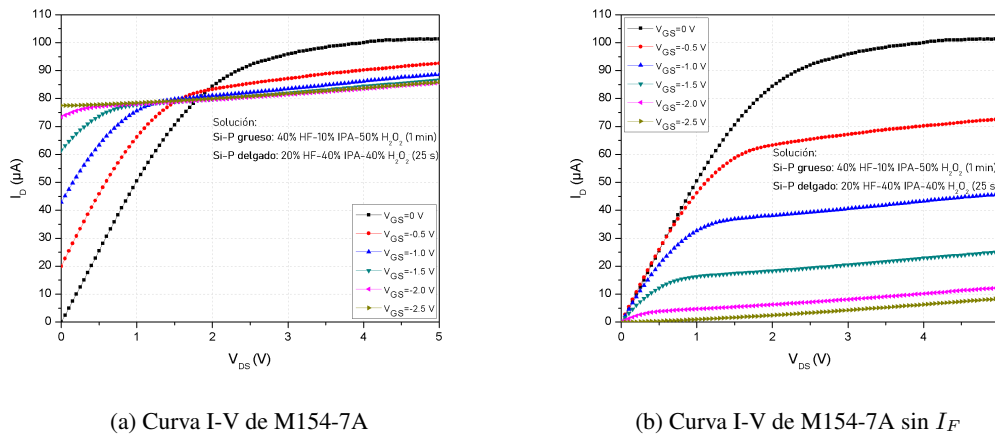 110
100
90
80
70
60
50
40
30
20
10
0
I_D (µA)
Solución:
Si-P grueso: 40% HF-10% IPA-50% H₂O₂ (1 min)
Si-P delgado: 20% HF-40% IPA-40% H₂O₂ (25 s)
V_GS=0 V
V_GS=-0.5 V
V_GS=-1.0 V
V_GS=-1.5 V
V_GS=-2.0 V
V_GS=-2.5 V
0 1 2 3 4 5
V_DS (V)
(a) Curva I-V de M154-7A
110
100
90
80
70
60
50
40
30
20
10
0
I_D (µA)
V_GS=0 V
V_GS=-0.5 V
V_GS=-1.0 V
V_GS=-1.5 V
V_GS=-2.0 V
V_GS=-2.5 V
Solución:
Si-P grueso: 40% HF-10% IPA-50% H₂O₂ (1 min)
Si-P delgado: 20% HF-40% IPA-40% H₂O₂ (25 s
0 1 2 3 4
V_DS (V)
(b) Curva I-V de M154-7A sin I_F